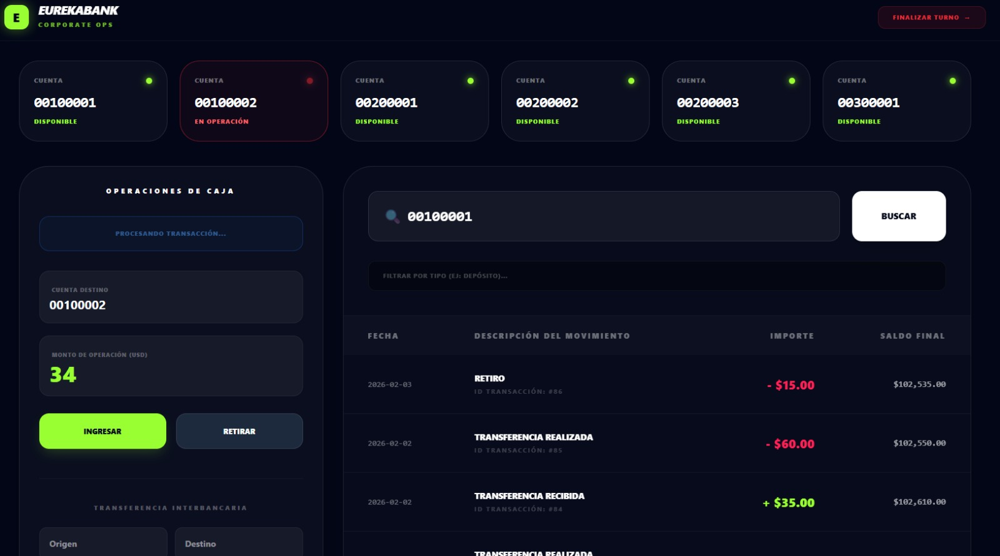 E
EUREKABANK
CORPORATE OPS
FINALIZAR TURNO →
CUENTA
00100001
DISPONIBLE
CUENTA
00100002
EN OPERACIÓN
CUENTA
00200001
DISPONIBLE
CUENTA
00200002
DISPONIBLE
CUENTA
00200003
DISPONIBLE
CUENTA
00300001
DISPONIBLE
OPERACIONES DE CAJA
PROCESANDO TRANSACCIÓN...
CUENTA DESTINO
00100002
MONTO DE OPERACIÓN (USD)
34
INGRESAR
RETIRAR
TRANSFERENCIA INTERBANCARIA
Origen
Destino
00100001
BUSCAR
FILTRAR POR TIPO (EJ: DEPÓSITO)...
FECHA DESCRIPCIÓN DEL MOVIMIENTO IMPORTE SALDO FINAL
2026-02-03 RETIRO - $15.00 $102,535.00
ID TRANSACCIÓN: #86
2026-02-02 TRANSFERENCIA REALIZADA - $60.00 $102,550.00
ID TRANSACCIÓN: #85
2026-02-02 TRANSFERENCIA RECIBIDA + $35.00 $102,610.00
ID TRANSACCIÓN: #84
TRANSFERENCIA REALIZADA